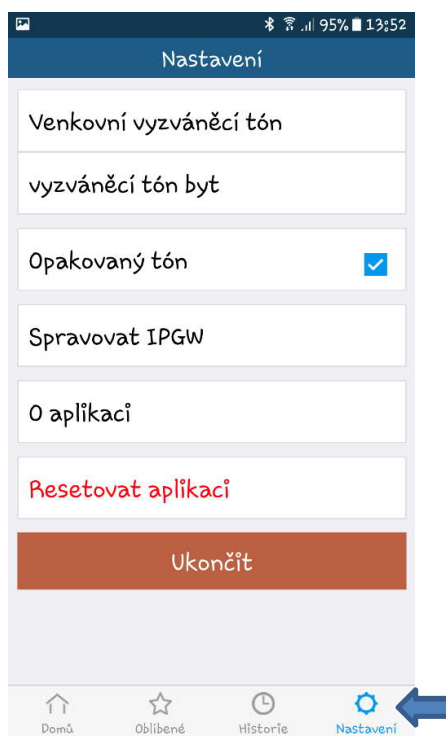 95% 13:52
Nastavení
Venkovní vyzváněcí tón
vyzváněcí tón byt
Opakovaný tón
Spravovat IPGW
O aplikaci
Resetovat aplikaci
Ukončit
Domů Oblíbené Historie Nastavení